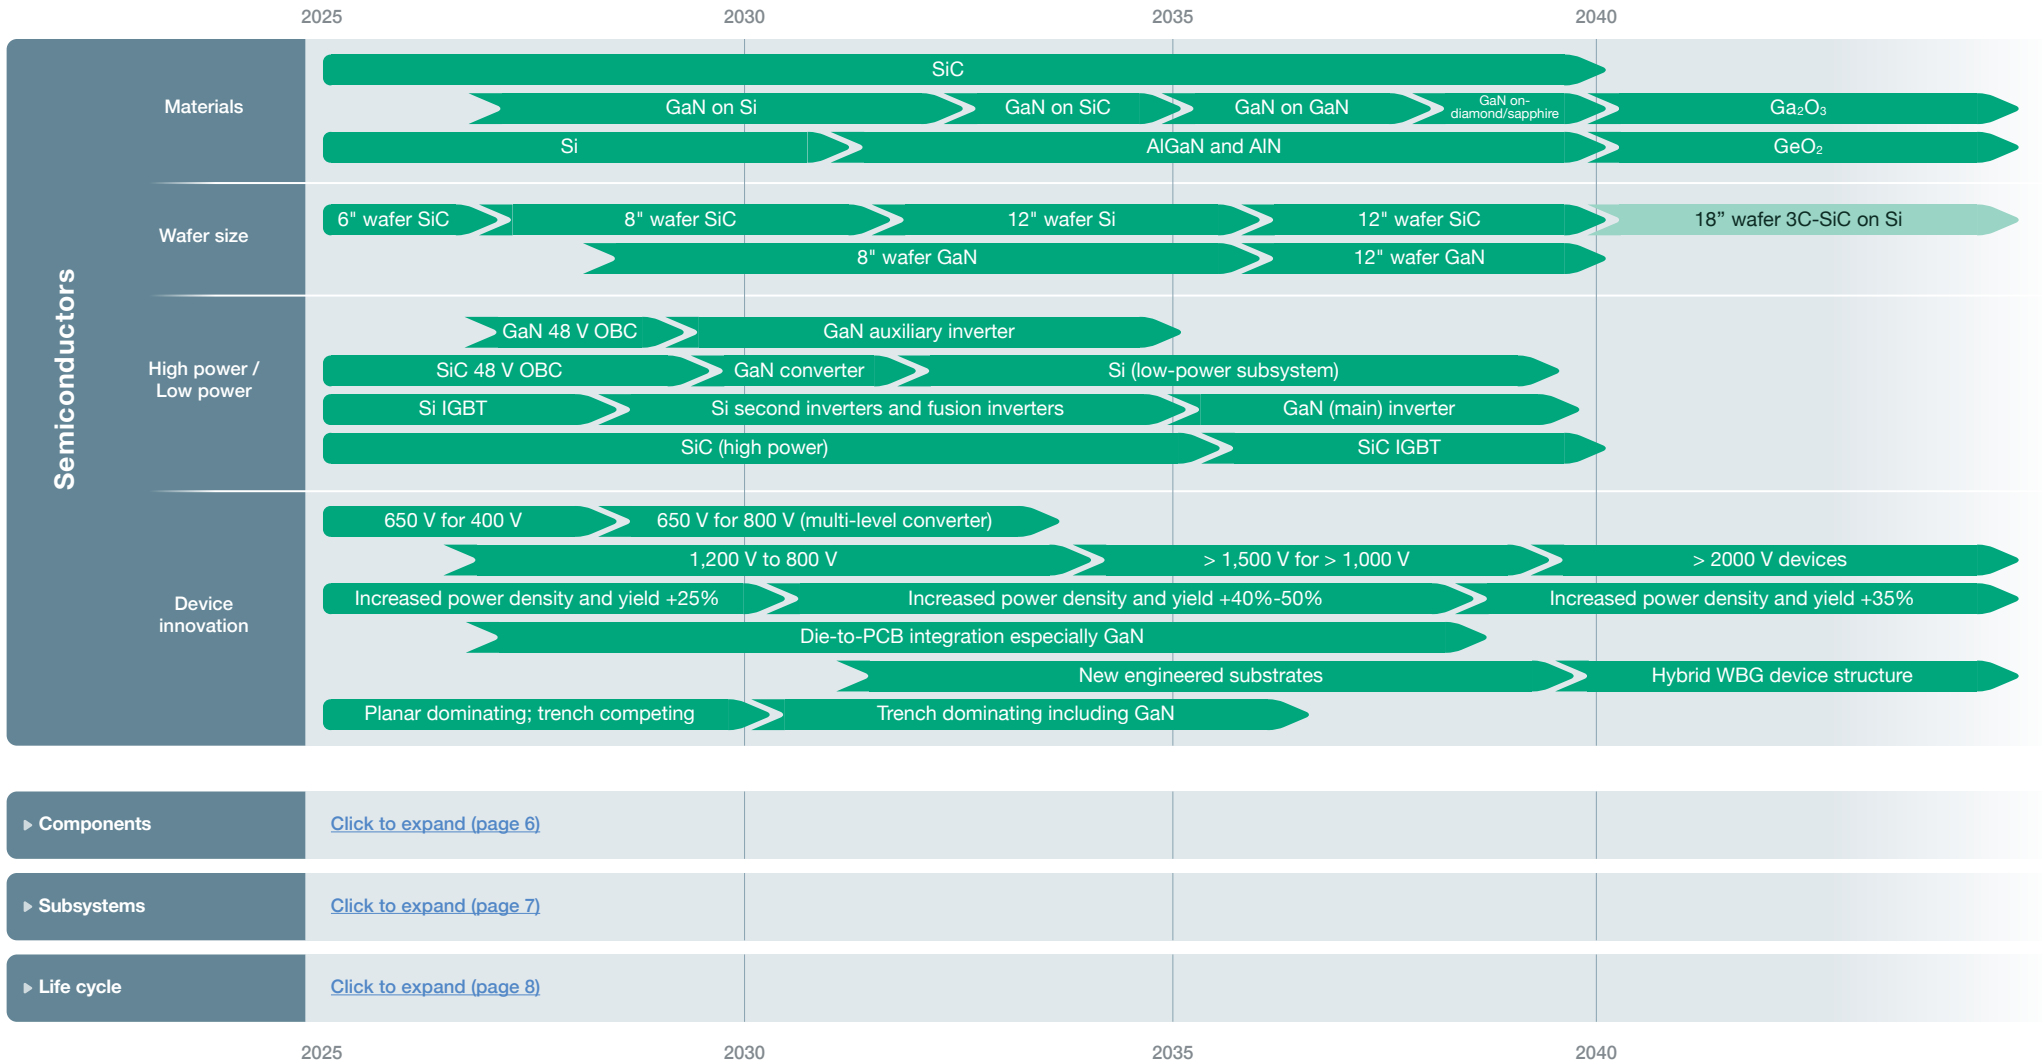 2025 2030 2035 2040
Semiconductors
Materials
SiC
GaN on Si GaN on SiC GaN on GaN GaN on-
diamond/sapphire Ga₂O₃
Si AlGaN and AlN GeO₂
Wafer size
6" wafer SiC 8" wafer SiC 12" wafer Si 12" wafer SiC 18” wafer 3C-SiC on Si
8" wafer GaN 12" wafer GaN
High power /
Low power
GaN 48 V OBC GaN auxiliary inverter
SiC 48 V OBC GaN converter Si (low-power subsystem)
Si IGBT Si second inverters and fusion inverters GaN (main) inverter
SiC (high power) SiC IGBT
Device
innovation
650 V for 400 V 650 V for 800 V (multi-level converter)
1,200 V to 800 V > 1,500 V for > 1,000 V > 2000 V devices
Increased power density and yield +25% Increased power density and yield +40%-50% Increased power density and yield +35%
Die-to-PCB integration especially GaN
New engineered substrates Hybrid WBG device structure
Planar dominating; trench competing Trench dominating including GaN
Components Click to expand (page 6)
Subsystems Click to expand (page 7)
Life cycle Click to expand (page 8)
2025 2030 2035 2040